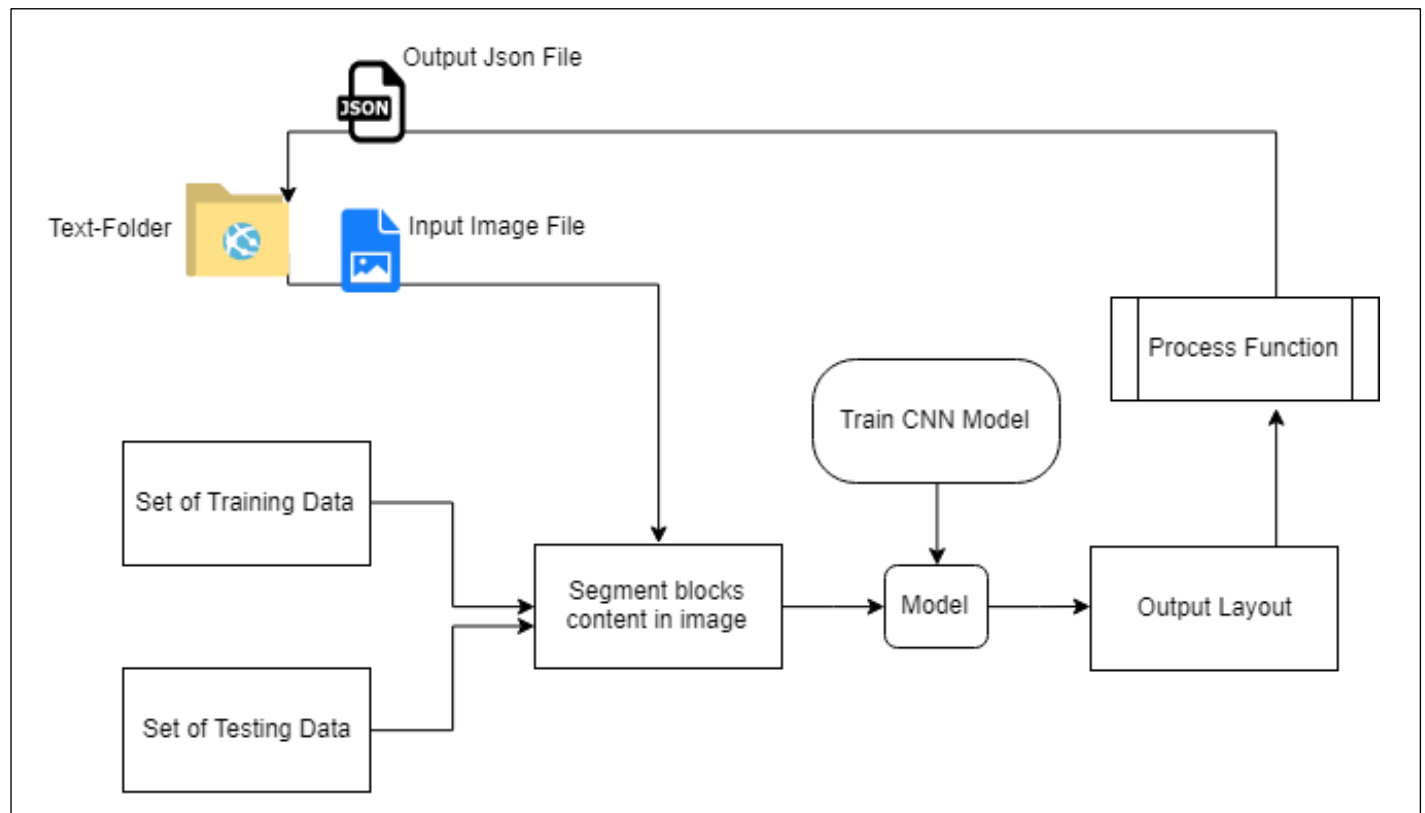 Output Json File
JSON
Text-Folder
Input Image File
Process Function
Train CNN Model
Set of Training Data
Segment blocks
content in image
Model
Output Layout
Set of Testing Data